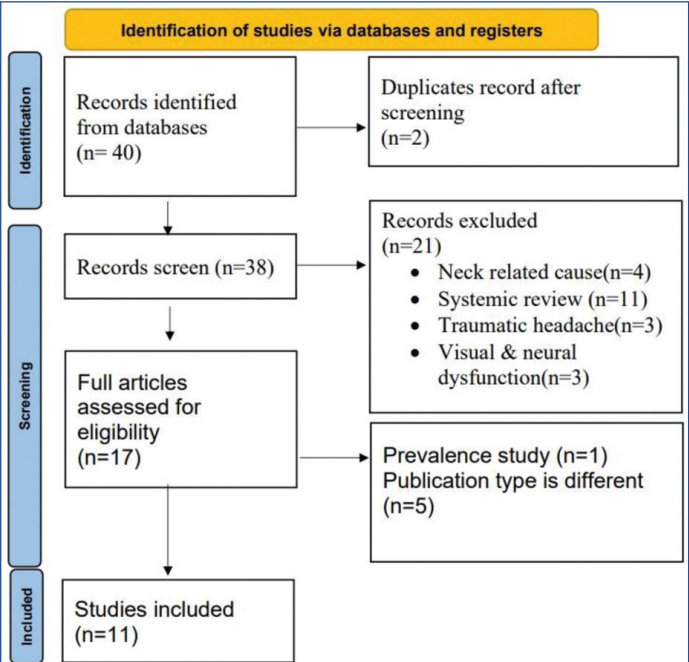 Identification of studies via databases and registers
Identification
Records identified
from databases
(n= 40)
Duplicates record after
screening
(n=2)
Screening
Records screen (n=38)
Records excluded
(n=21)
• Neck related cause(n=4)
• Systemic review (n=11)
• Traumatic headache(n=3)
• Visual & neural
dysfunction(n=3)
Full articles
assessed for
eligibility
(n=17)
Prevalence study (n=1)
Publication type is different
(n=5)
Included
Studies included
(n=11)